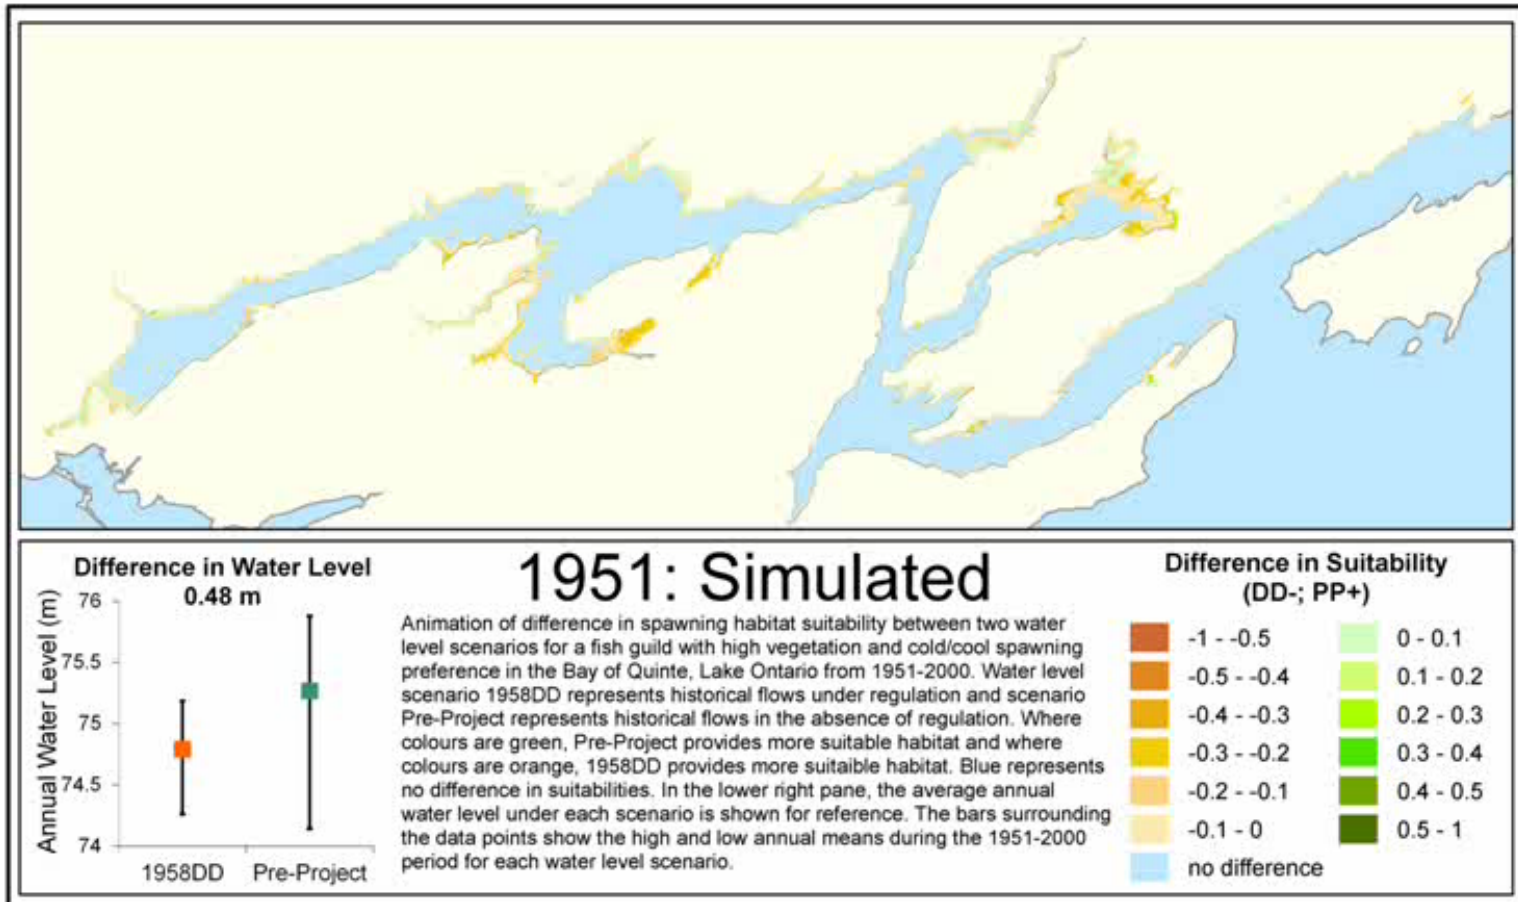 Difference in Water Level
0.48 m
Annual Water Level (m)
76
75.5
75
74.5
74
1958DD
Pre-Project
1951: Simulated
Animation of difference in spawning habitat suitability between two water
level scenarios for a fish guild with high vegetation and cold/cool spawning
preference in the Bay of Quinte, Lake Ontario from 1951-2000. Water level
scenario 1958DD represents historical flows under regulation and scenario
Pre-Project represents historical flows in the absence of regulation. Where
colours are green, Pre-Project provides more suitable habitat and where
colours are orange, 1958DD provides more suitaible habitat. Blue represents
no difference in suitabilities. In the lower right pane, the average annual
water level under each scenario is shown for reference. The bars surrounding
the data points show the high and low annual means during the 1951-2000
period for each water level scenario.
Difference in Suitability
(DD-; PP+)
-1 - -0.5
-0.5 - -0.4
-0.4 - -0.3
-0.3 - -0.2
-0.2 - -0.1
-0.1 - 0
no difference
0 - 0.1
0.1 - 0.2
0.2 - 0.3
0.3 - 0.4
0.4 - 0.5
0.5 - 1